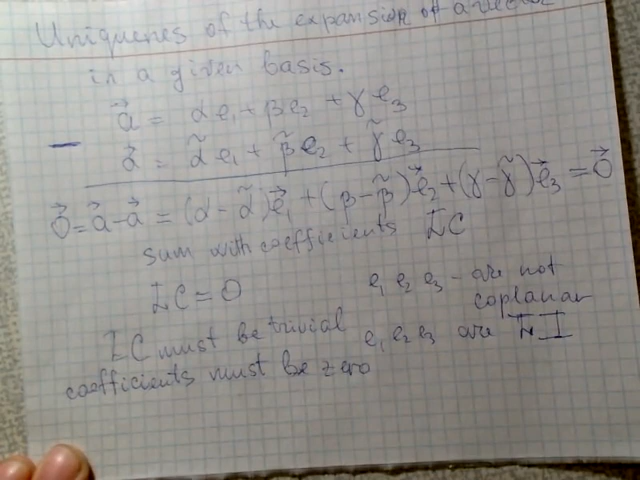 Uniquenes of the expansion of a vector
in a given basis.
a⃗ = αe₁ + βe₂ + γe₃
— a⃗ = α̃e₁ + β̃e₂ + γ̃e₃
0⃗ = a⃗ - a⃗ = (α - α̃)e⃗₁ + (β - β̃)e⃗₂ + (γ - γ̃)e⃗₃ = 0⃗
sum with coefficients LC
LC = 0 e₁ e₂ e₃ - are not
coplanar
LC must be trivial e₁ e₂ e₃ are LI
coefficients must be zero